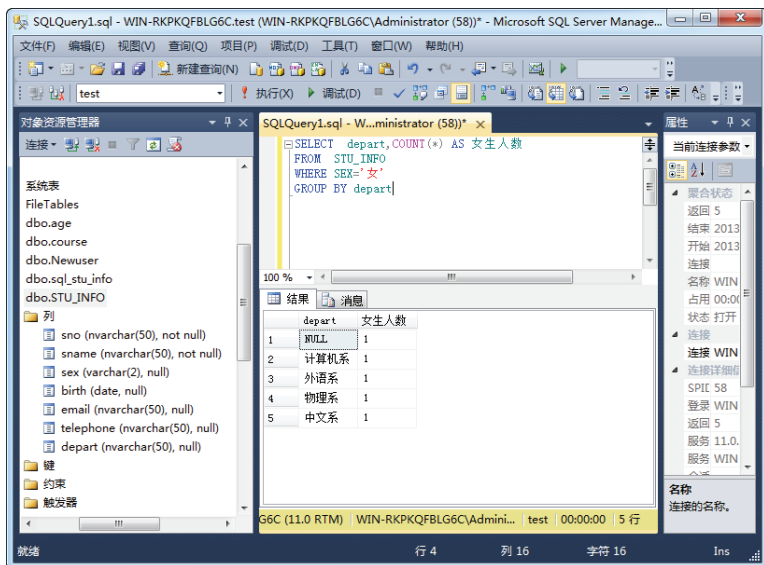 SQLQuery1.sql - WIN-RKPKQFBLG6C.test (WIN-RKPKQFBLG6C\Administrator (58))* - Microsoft SQL Server Manage...
文件(F) 编辑(E) 视图(V) 查询(Q) 项目(P) 调试(D) 工具(T) 窗口(W) 帮助(H)
新建查询(N)
test
执行(X) 调试(D)
对象资源管理器
连接
系统表
FileTables
dbo.age
dbo.course
dbo.Newuser
dbo.sql_stu_info
dbo.STU_INFO
列
sno (nvarchar(50), not null)
sname (nvarchar(50), not null)
sex (varchar(2), null)
birth (date, null)
email (nvarchar(50), null)
telephone (nvarchar(50), null)
depart (nvarchar(50), null)
键
约束
触发器
SQLQuery1.sql - W...ministrator (58))*
SELECT depart,COUNT(*) AS 女生人数
FROM STU_INFO
WHERE SEX='女'
GROUP BY depart
100 %
结果 消息
depart 女生人数
1 NULL 1
2 计算机系 1
3 外语系 1
4 物理系 1
5 中文系 1
G6C (11.0 RTM) WIN-RKPKQFBLG6C\Admini... test 00:00:00 5 行
属性
当前连接参数
聚合状态
返回 5
结束 2013
开始 2013
连接
名称 WIN
占用 00:00
状态 打开
连接
连接 WIN
连接详细信
SPID 58
登录 WIN
返回 5
服务 11.0.
服务 WIN
名称
连接的名称。
就绪 行 4 列 16 字符 16 Ins